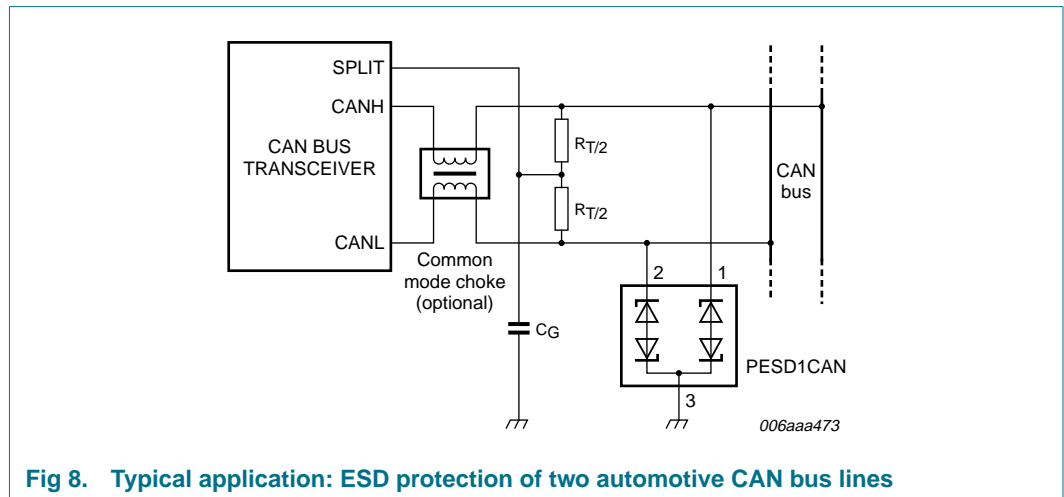 SPLIT
CANH
CAN BUS
TRANSCEIVER
CANL
Common
mode choke
(optional)
RT/2
RT/2
CG
CAN
bus
2
1
PESD1CAN
3
006aaa473
Fig 8. Typical application: ESD protection of two automotive CAN bus lines